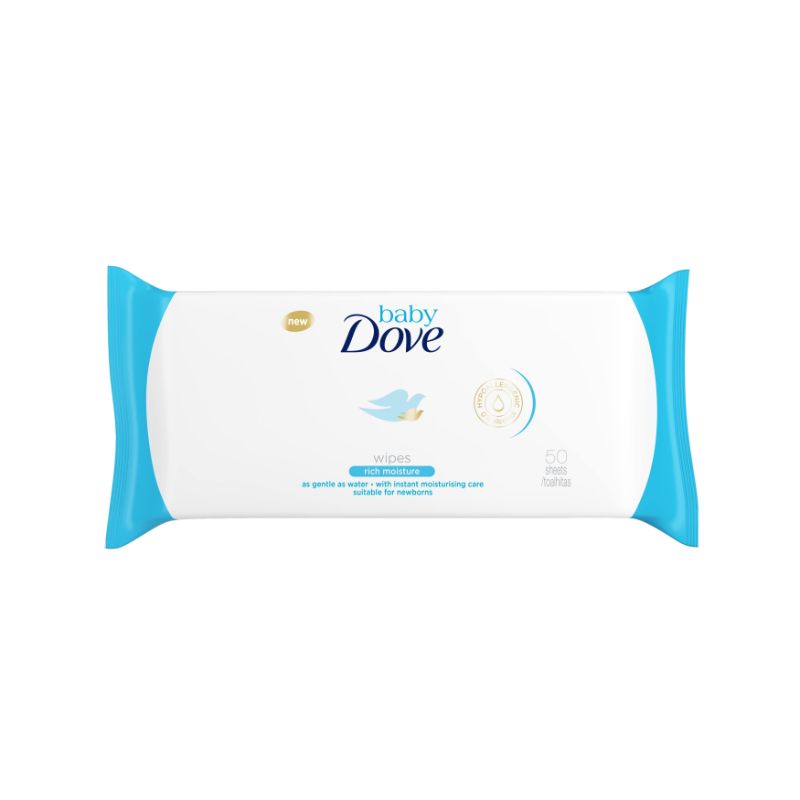 new
baby
Dove
HYPOALLERGENIC
wipes
rich moisture
as gentle as water • with instant moisturising care
suitable for newborns
50
sheets
/toalhitas